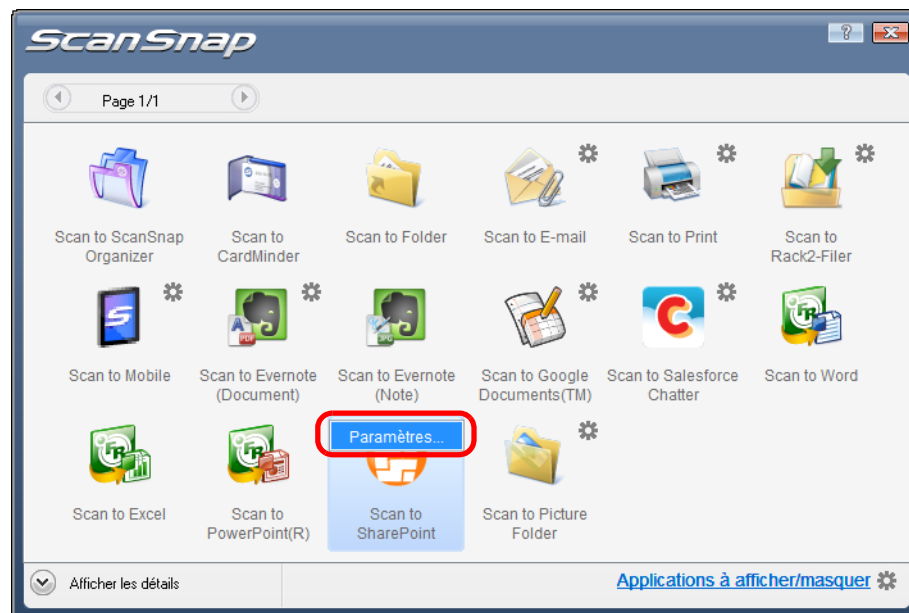 ScanSnap
Page 1/1
Scan to ScanSnap
Organizer
Scan to
CardMinder
Scan to Folder
Scan to E-mail
Scan to Print
Scan to
Rack2-Filer
Scan to Mobile
Scan to Evernote
(Document)
Scan to Evernote
(Note)
Scan to Google
Documents(TM)
Scan to Salesforce
Chatter
Scan to Word
Paramètres...
Scan to Excel
Scan to
PowerPoint(R)
Scan to
SharePoint
Scan to Picture
Folder
Afficher les détails
Applications à afficher/masquer